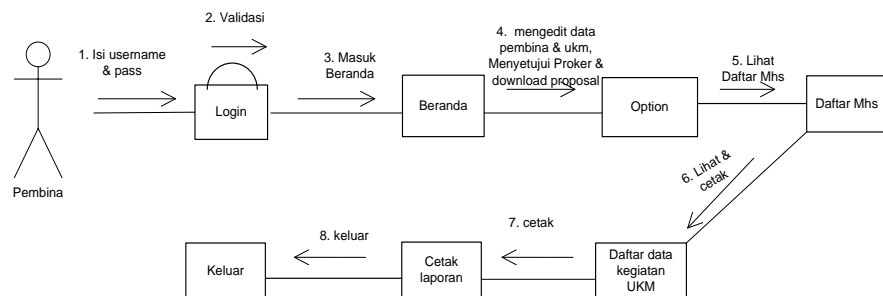 2. Validasi
1. Isi username
& pass
3. Masuk
Beranda
4. mengedit data
pembina & ukm,
Menyetujui Proker &
download proposal
5. Lihat
Daftar Mhs
Login
Beranda
Option
Daftar Mhs
Pembina
6. Lihat &
cetak
7. cetak
8. keluar
Keluar
Cetak
laporan
Daftar data
kegiatan
UKM